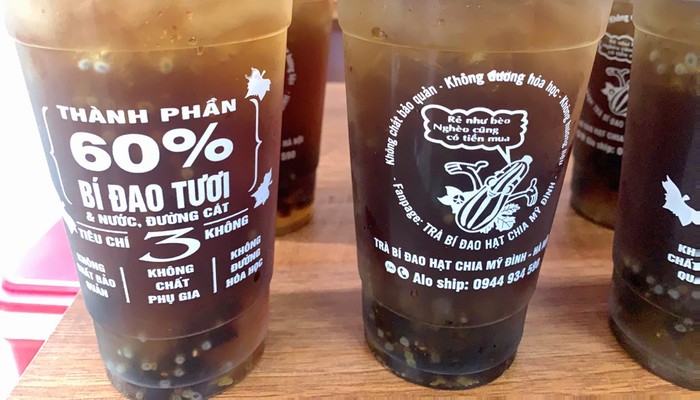 THÀNH PHẦN
60%
BÍ ĐAO TƯƠI
& NƯỚC, ĐƯỜNG CÁT
TIÊU CHÍ 3 KHÔNG
KHÔNG CHẤT BẢO QUẢN
KHÔNG CHẤT PHỤ GIA
KHÔNG ĐƯỜNG HÓA HỌC
Không chất bảo quản - Không đường hóa học - Không hương
Rẻ như bèo
Nghèo cũng
có tiền mua
Fanpage: TRÀ BÍ ĐAO HẠT CHIA MỸ ĐÌNH
TRÀ BÍ ĐAO HẠT CHIA MỸ ĐÌNH - HÀ
Alo ship: 0944 934